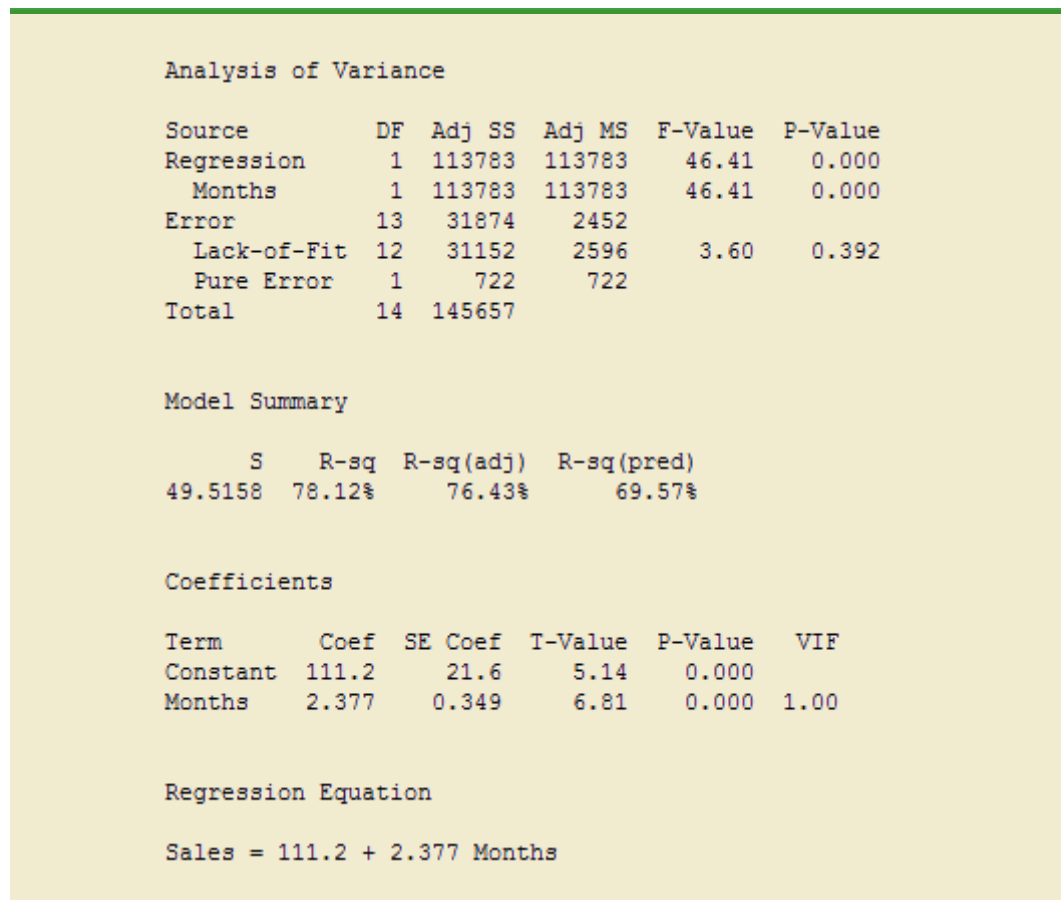 Analysis of Variance
Source DF Adj SS Adj MS F-Value P-Value
Regression 1 113783 113783 46.41 0.000
Months 1 113783 113783 46.41 0.000
Error 13 31874 2452
Lack-of-Fit 12 31152 2596 3.60 0.392
Pure Error 1 722 722
Total 14 145657
Model Summary
S R-sq R-sq(adj) R-sq(pred)
49.5158 78.12% 76.43% 69.57%
Coefficients
Term Coef SE Coef T-Value P-Value VIF
Constant 111.2 21.6 5.14 0.000
Months 2.377 0.349 6.81 0.000 1.00
Regression Equation
Sales = 111.2 + 2.377 Months